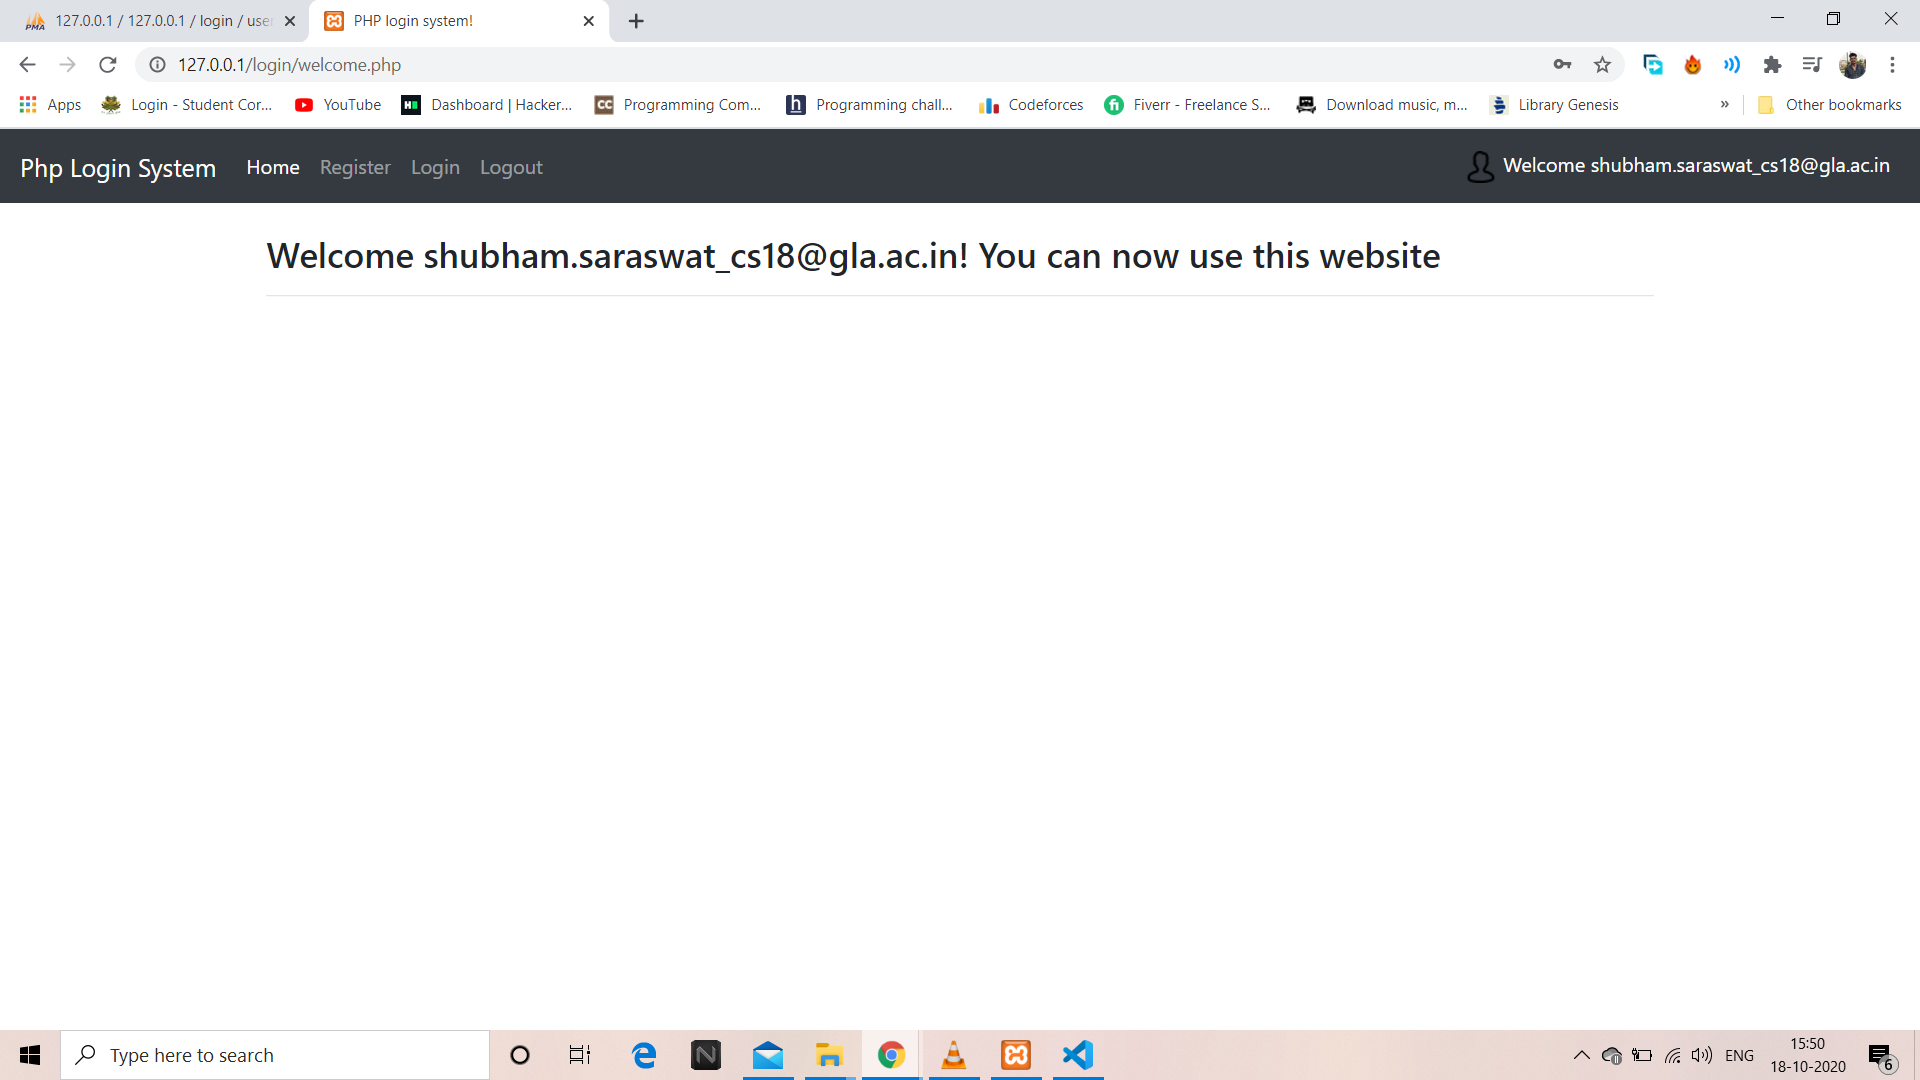 127.0.0.1 / 127.0.0.1 / login / user
PHP login system!
127.0.0.1/login/welcome.php
Apps
Login - Student Cor...
YouTube
Dashboard | Hacker...
Programming Com...
Programming chall...
Codeforces
Fiverr - Freelance S...
Download music, m...
Library Genesis
»
Other bookmarks
Php Login System
Home
Register
Login
Logout
Welcome shubham.saraswat_cs18@gla.ac.in
Welcome shubham.saraswat_cs18@gla.ac.in! You can now use this website
Type here to search
ENG
15:50
18-10-2020
6